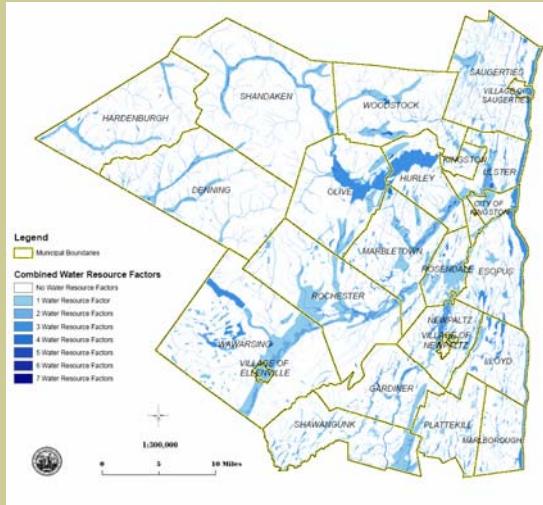 SAUGERTIES
VILLAGE OF
SAUGERTIES
SHANDAKEN
WOODSTOCK
HARDENBURGH
KINGSTON
ULSTER
HURLEY
DENNING
OLIVE
CITY OF
KINGSTON
MARBLETOWN
ROSENDALE
ESOPUS
ROCHESTER
NEWPALTZ
VILLAGE OF
NEWPALTZ
WAWARSING
LLOYD
VILLAGE OF
ELLENVILLE
GARDINER
SHAWANGUNK
PLATTEKILL
MARLBOROUGH
Legend
Municipal Boundaries
Combined Water Resource Factors
No Water Resource Factors
1 Water Resource Factor
2 Water Resource Factors
3 Water Resource Factors
4 Water Resource Factors
5 Water Resource Factors
6 Water Resource Factors
7 Water Resource Factors
1:300,000
0 5 10 Miles